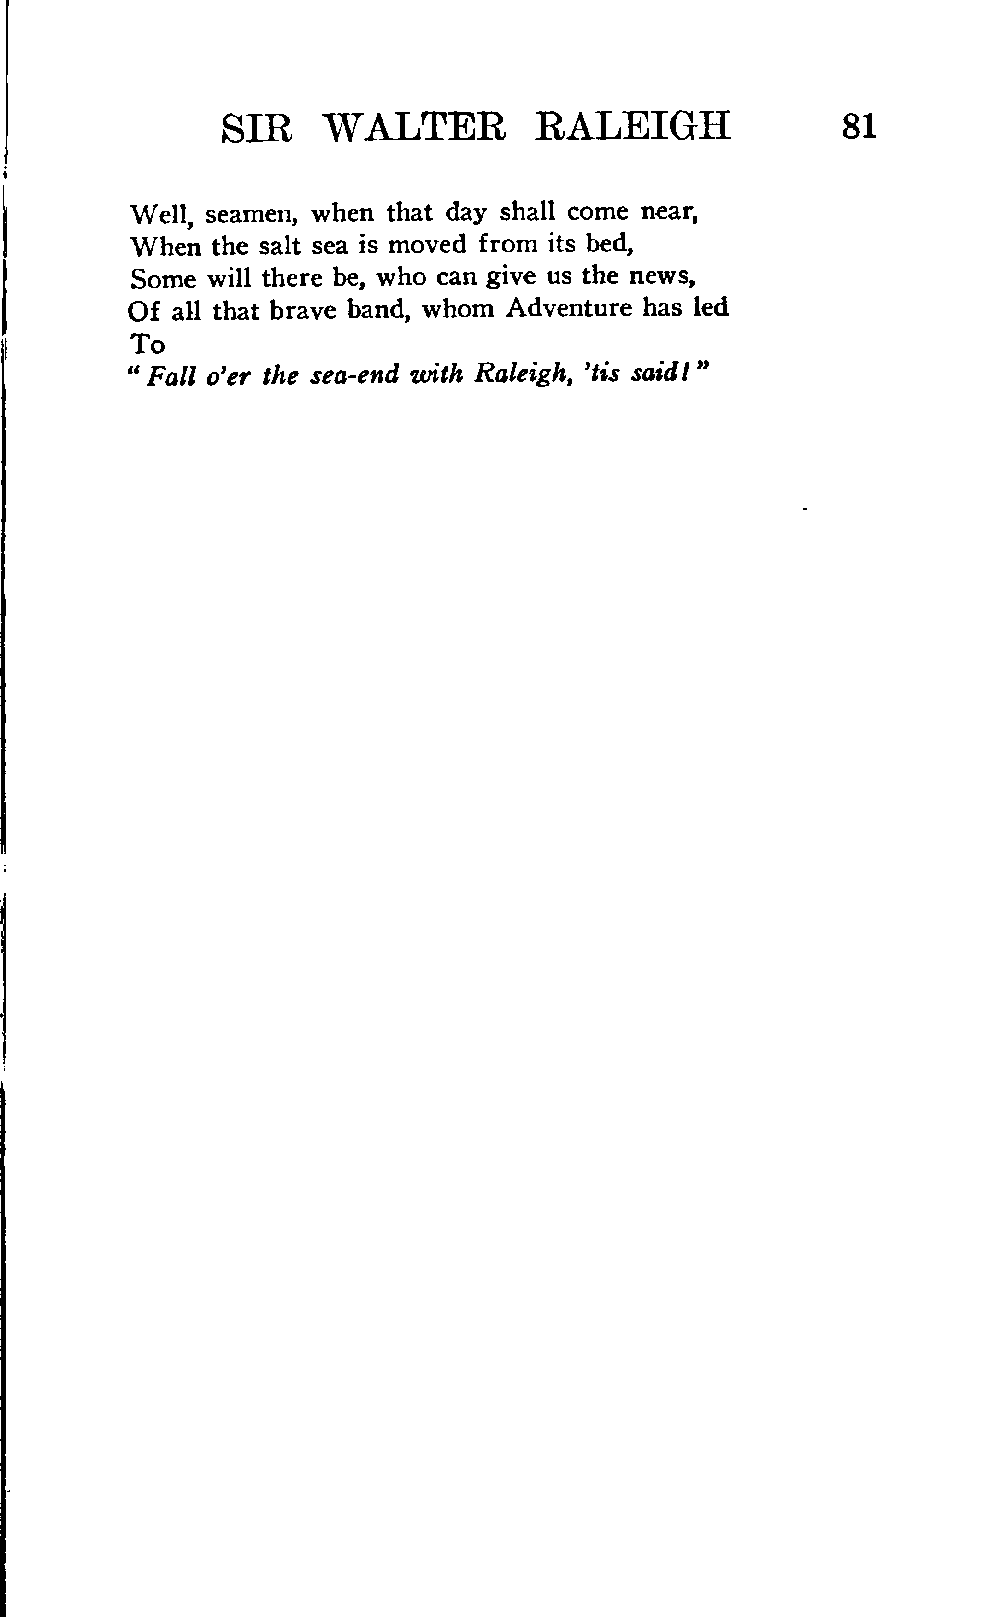 SIR WALTER RALEIGH 81
Well, seamen, when that day shall come near,
When the salt sea is moved from its bed,
Some will there be, who can give us the news,
Of all that brave band, whom Adventure has led
To
“Fall o’er the sea-end with Raleigh, ’tis said!”